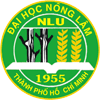 ĐẠI HỌC NÔNG LÂM
NLU
1955
THÀNH PHỐ HỒ CHÍ MINH